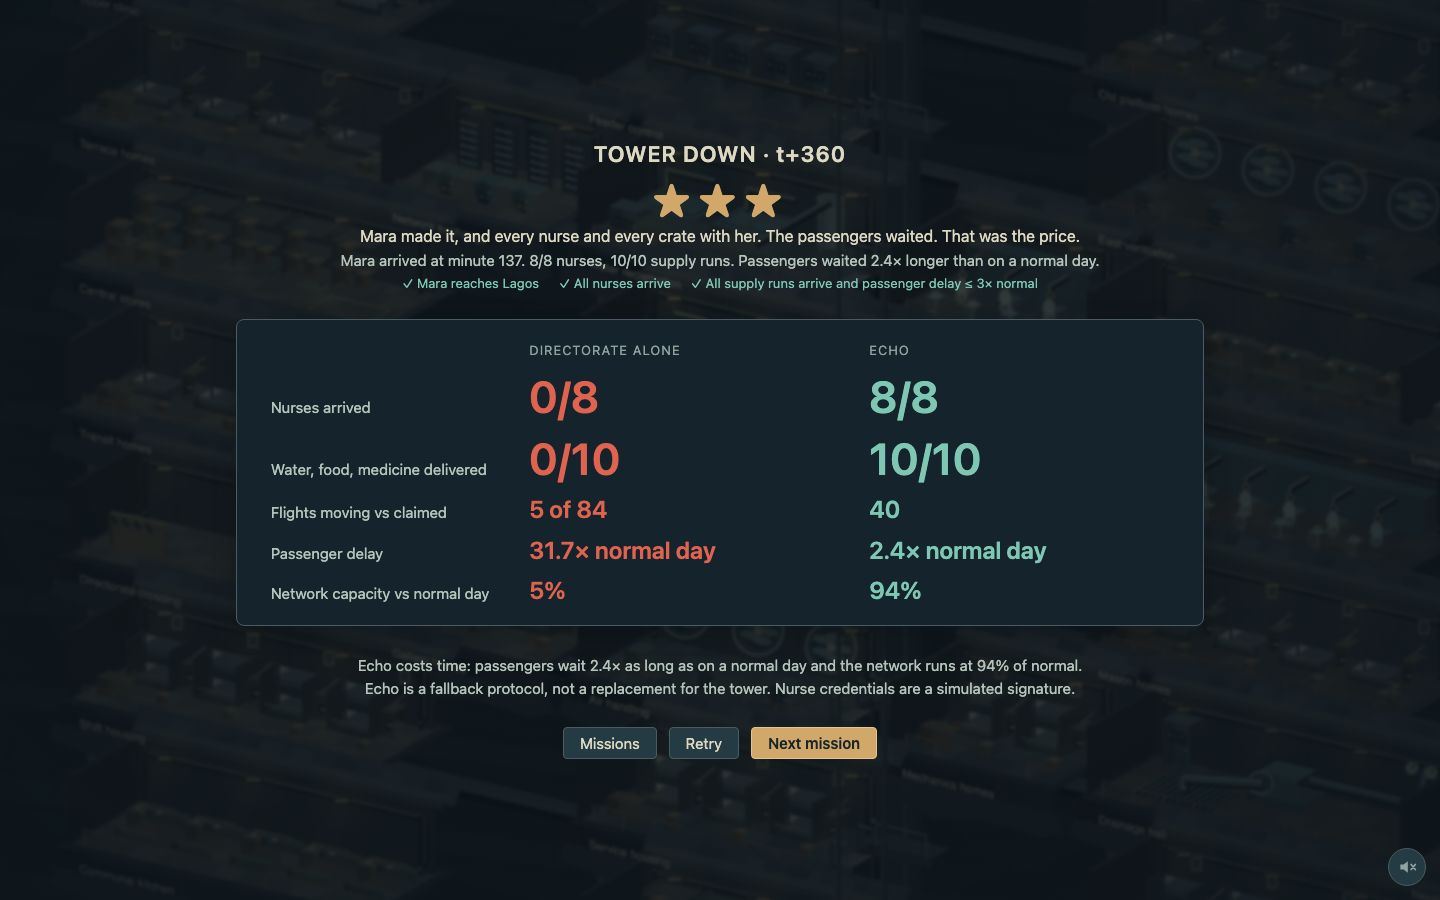 TOWER DOWN · t+360
Mara made it, and every nurse and every crate with her. The passengers waited. That was the price.
Mara arrived at minute 137. 8/8 nurses, 10/10 supply runs. Passengers waited 2.4× longer than on a normal day.
✓ Mara reaches Lagos ✓ All nurses arrive ✓ All supply runs arrive and passenger delay ≤ 3× normal
DIRECTORATE ALONE ECHO
Nurses arrived 0/8 8/8
Water, food, medicine delivered 0/10 10/10
Flights moving vs claimed 5 of 84 40
Passenger delay 31.7× normal day 2.4× normal day
Network capacity vs normal day 5% 94%
Echo costs time: passengers wait 2.4× as long as on a normal day and the network runs at 94% of normal.
Echo is a fallback protocol, not a replacement for the tower. Nurse credentials are a simulated signature.
Missions Retry Next mission